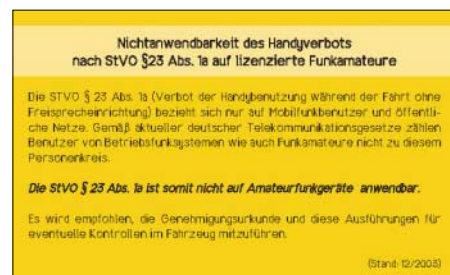 Nichtanwendbarkeit des Handyverbots
nach StVO §23 Abs. 1a auf lizenzierte Funkamateure
Die STVO § 23 Abs. 1a (Verbot der Handybenutzung während der Fahrt ohne
Freisprecheinrichtung) bezieht sich nur auf Mobilfunkbenutzer und öffentli-
che Netze. Gemäß aktueller deutscher Telekommunikationsgesetze zählen
Benutzer von Betriebsfunksystemen wie auch Funkamateure nicht zu diesem
Personenkreis.
Die StVO § 23 Abs. 1a ist somit nicht auf Amateurfunkgeräte anwendbar.
Es wird empfohlen, die Genehmigungsurkunde und diese Ausführungen für
eventuelle Kontrollen im Fahrzeug mitzuführen.
(Stand: 12/2003)